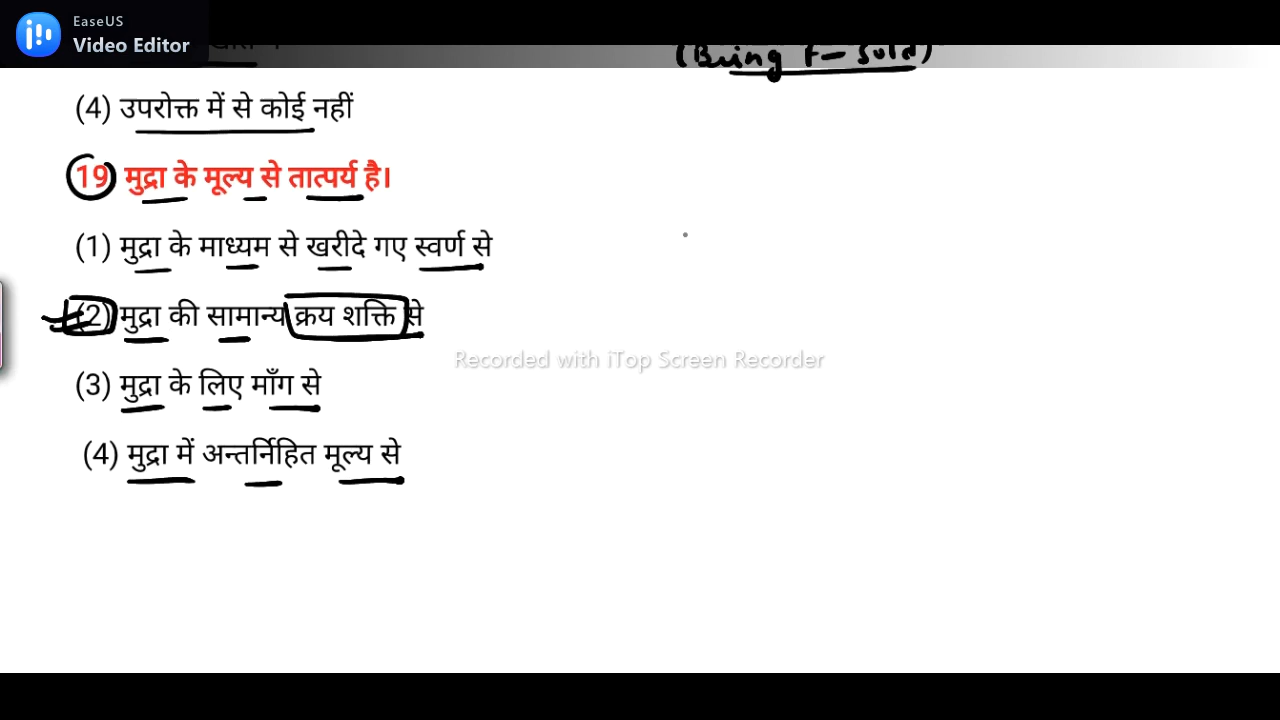 EaseUS
Video Editor
(4) उपरोक्त में से कोई नहीं
19) मुद्रा के मूल्य से तात्पर्य है।
(1) मुद्रा के माध्यम से खरीदे गए स्वर्ण से
(2) मुद्रा की सामान्य क्रय शक्ति से
Recorded with iTop Screen Recorder
(3) मुद्रा के लिए माँग से
(4) मुद्रा में अन्तर्निहित मूल्य से